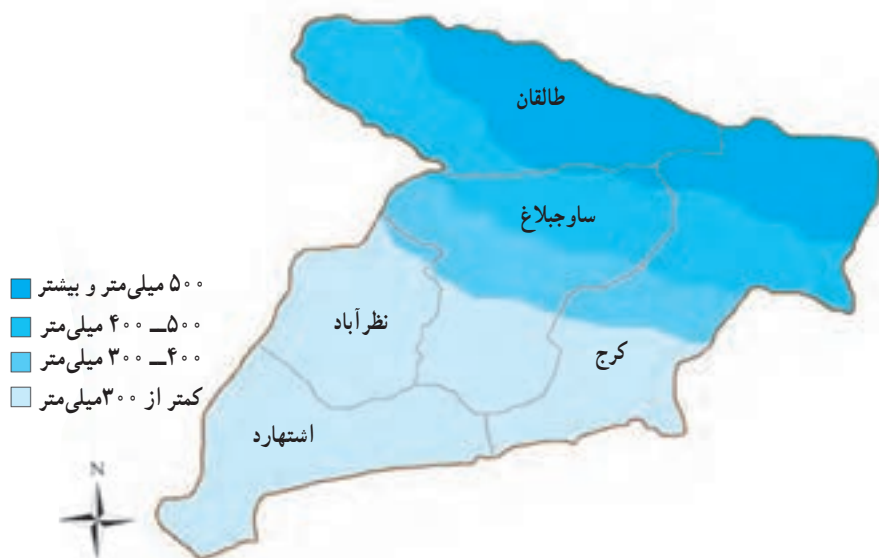 طالقان
ساوجبلاغ
نظرآباد
کرج
اشتهارد
۵۰۰ میلی‌متر و بیشتر
۵۰۰ــ ۴۰۰ میلی‌متر
۴۰۰ــ ۳۰۰ میلی‌متر
کمتر از ۳۰۰میلی‌متر
N